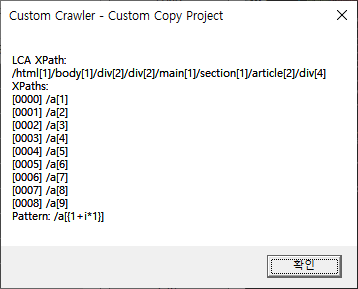 Custom Crawler - Custom Copy Project
LCA XPath:
/html[1]/body[1]/div[2]/div[2]/main[1]/section[1]/article[2]/div[4]
XPaths:
[0000] /a[1]
[0001] /a[2]
[0002] /a[3]
[0003] /a[4]
[0004] /a[5]
[0005] /a[6]
[0006] /a[7]
[0007] /a[8]
[0008] /a[9]
Pattern: /a[{1+i*1}]
확인